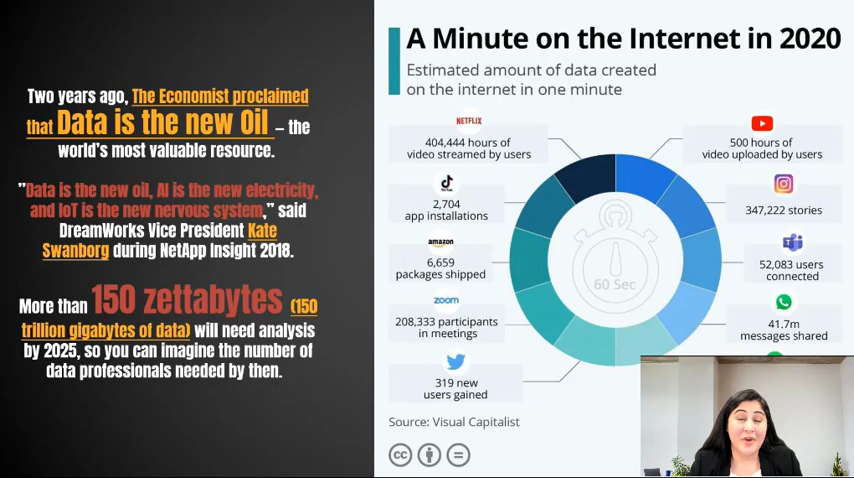 Two years ago, The Economist proclaimed
that Data is the new Oil – the
world's most valuable resource.
"Data is the new oil, AI is the new electricity,
and IoT is the new nervous system," said
DreamWorks Vice President Kate
Swanborg during NetApp Insight 2018.
More than 150 zettabytes (150
trillion gigabytes of data) will need analysis
by 2025, so you can imagine the number of
data professionals needed by then.
A Minute on the Internet in 2020
Estimated amount of data created
on the internet in one minute
NETFLIX
404,444 hours of
video streamed by users
TikTok
2,704
app installations
amazon
6,659
packages shipped
zoom
208,333 participants
in meetings
319 new
users gained
500 hours of
video uploaded by users
347,222 stories
52,083 users
connected
41.7m
messages shared
60 Sec
Source: Visual Capitalist
cc